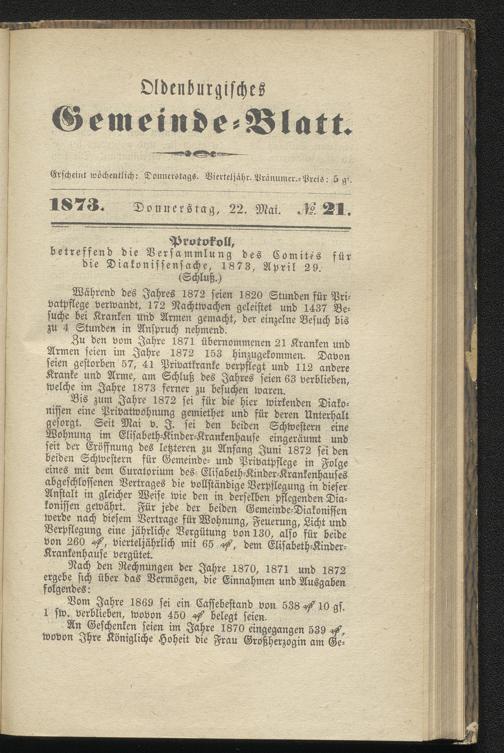 Oldenburgisches
Gemeinde-Blatt.
Erscheint wöchentlich: Donnerstags. Vierteljähr. Pränumer.-Preis: 5 gr.
1873. Donnerstag, 22. Mai. № 21.
Protokoll,
betreffend die Versammlung des Comités für
die Diakonissensache, 1873, April 29.
(Schluß.)
Während des Jahres 1872 seien 1820 Stunden für Pri-
vatpflege verwandt, 172 Nachtwachen geleistet und 1437 Be-
suche bei Kranken und Armen gemacht, der einzelne Besuch bis
zu 4 Stunden in Anspruch nehmend.
Zu den vom Jahre 1871 übernommenen 21 Kranken und
Armen seien im Jahre 1872 153 hinzugekommen. Davon
seien gestorben 57, 41 Privatkranke verpflegt und 112 andere
Kranke und Arme, am Schluß des Jahres seien 63 verblieben,
welche im Jahre 1873 ferner zu besuchen waren.
Bis zum Jahre 1872 sei für die hier wirkenden Diako-
nissen eine Privatwohnung gemiethet und für deren Unterhalt
gesorgt. Seit Mai v. J. sei den beiden Schwestern eine
Wohnung im Elisabeth-Kinder-Krankenhause eingeräumt und
seit der Eröffnung des letzteren zu Anfang Juni 1872 sei den
beiden Schwestern für Gemeinde- und Privatpflege in Folge
eines mit dem Curatorium des Elisabeth-Kinder-Krankenhauses
abgeschlossenen Vertrages die vollständige Verpflegung in dieser
Anstalt in gleicher Weise wie den in derselben pflegenden Dia-
konissen gewährt. Für jede der beiden Gemeinde-Diakonissen
werde nach diesem Vertrage für Wohnung, Feuerung, Licht und
Verpflegung eine jährliche Vergütung von 130, also für beide
von 260 ₰, vierteljährlich mit 65 ₰, dem Elisabeth-Kinder-
Krankenhause vergütet.
Nach den Rechnungen der Jahre 1870, 1871 und 1872
ergebe sich über das Vermögen, die Einnahmen und Ausgaben
folgendes:
Vom Jahre 1869 sei ein Cassebestand von 538 ₰ 10 gs.
1 sw. verblieben, wovon 450 ₰ belegt seien.
An Geschenken seien im Jahre 1870 eingegangen 539 ₰,
wovon Ihre Königliche Hoheit die Frau Großherzogin am Ge-